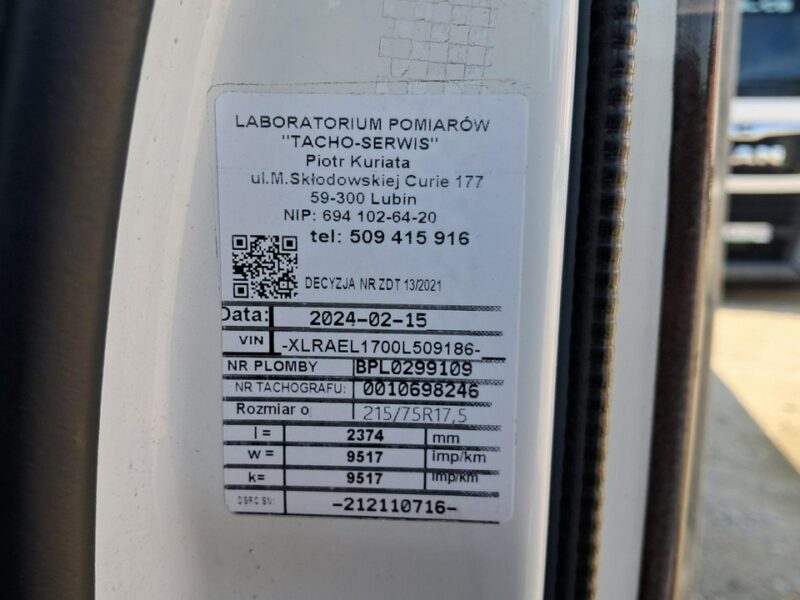 LABORATORIUM POMIARÓW
"TACHO-SERWIS"
Piotr Kuriata
ul.M.Skłodowskiej Curie 177
59-300 Lubin
NIP: 694 102-64-20
tel: 509 415 916
DECYZJA NR ZDT 13/2021
Data: 2024-02-15
VIN -XLRAEL1700L509186-
NR PLOMBY BPL0299109
NR TACHOGRAFU: 0010698246
Rozmiar o 215/75R17,5
l = 2374 mm
w = 9517 imp/km
k= 9517 imp/km
DSRC SN: -212110716-